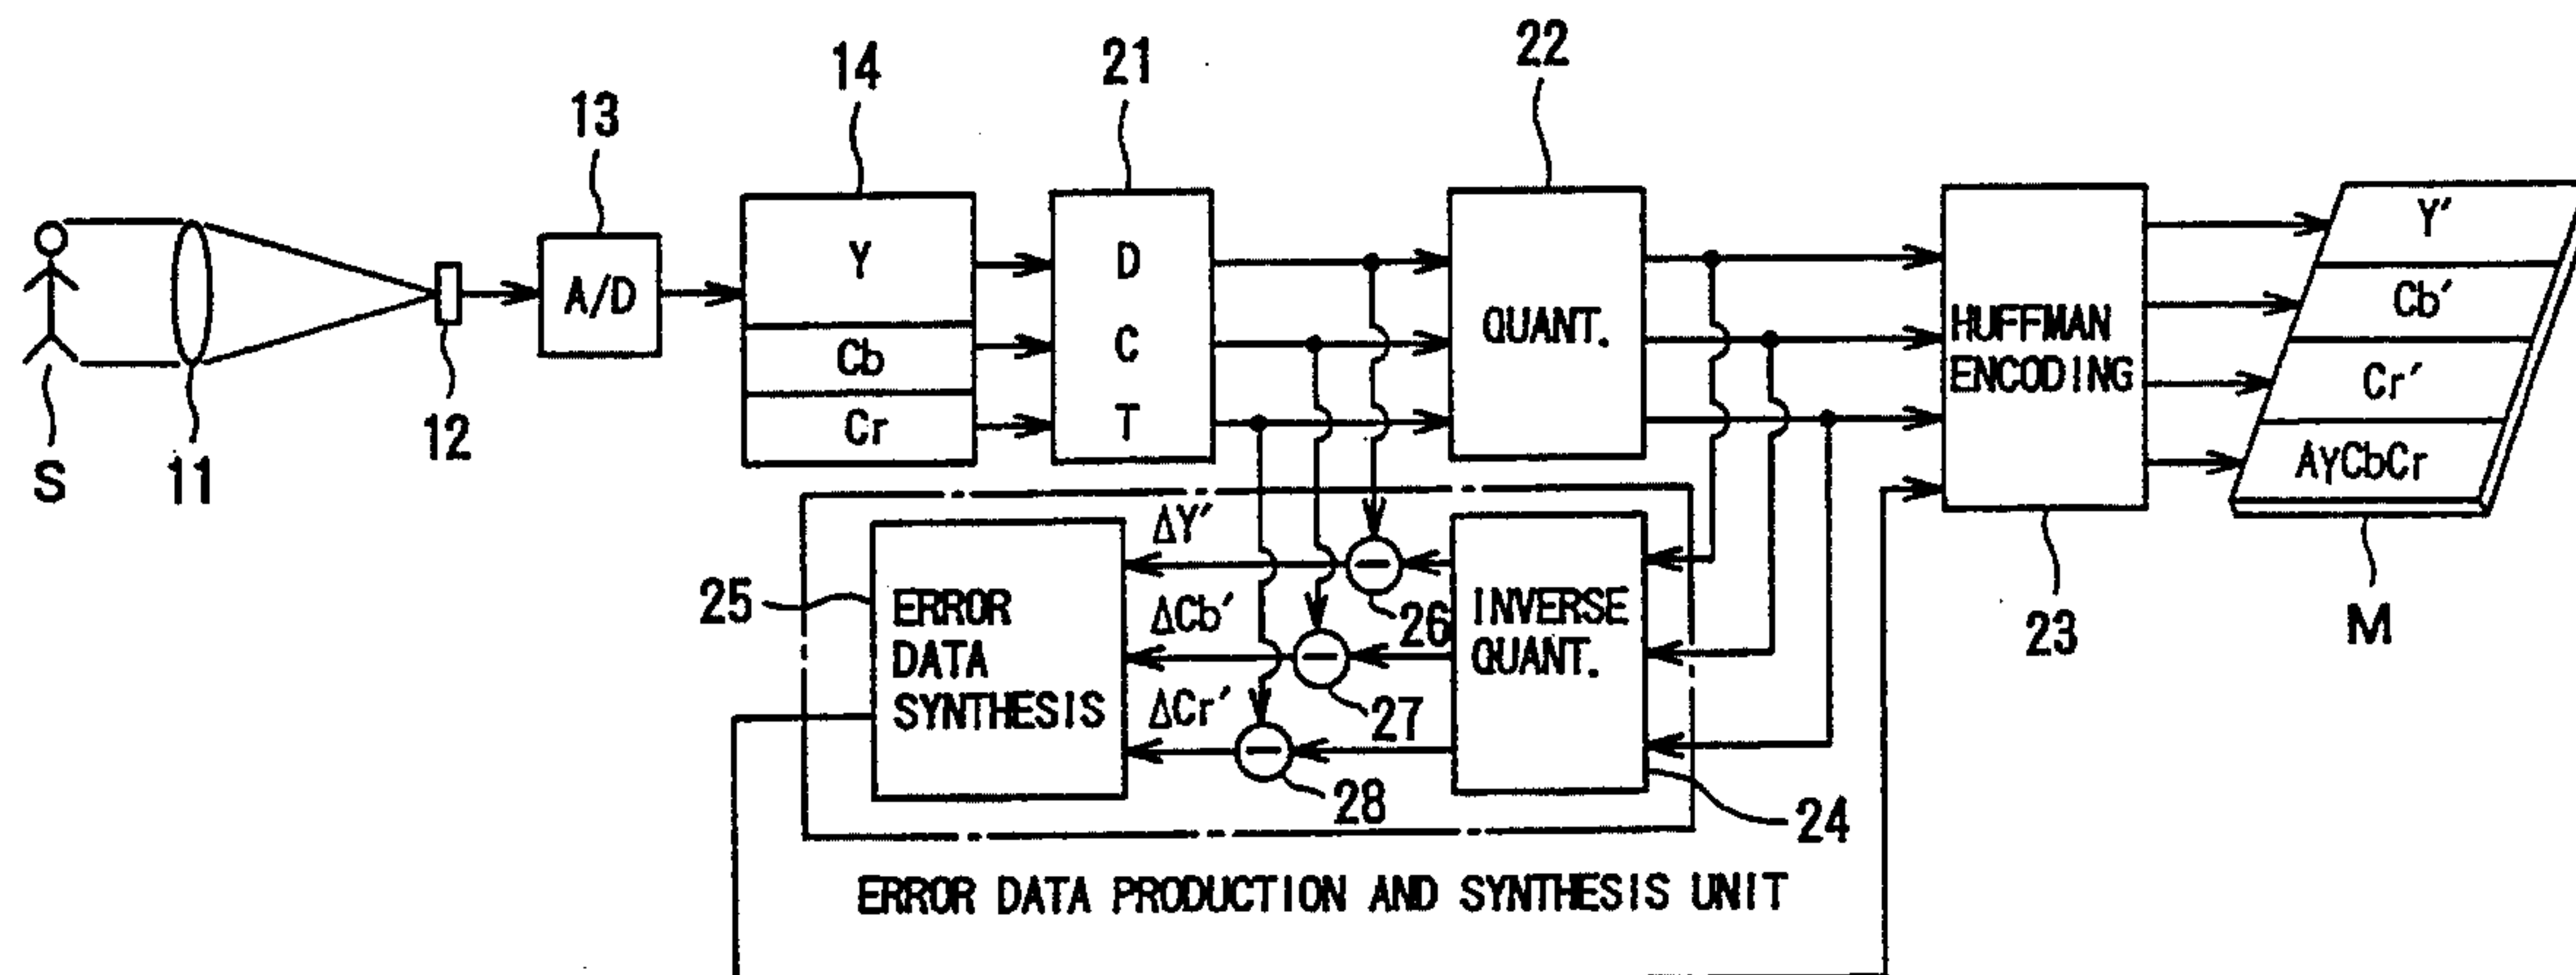 22
21
14
13
Y
Cb
Cr
D
C
T
QUANT.
HUFFMAN
ENCODING
Y′
Cb′
Cr′
AYCbCr
A/D
S
11
12
23
M
25
ERROR
DATA
SYNTHESIS
ΔY′
ΔCb′
ΔCr′
26
27
28
INVERSE
QUANT.
24
ERROR DATA PRODUCTION AND SYNTHESIS UNIT